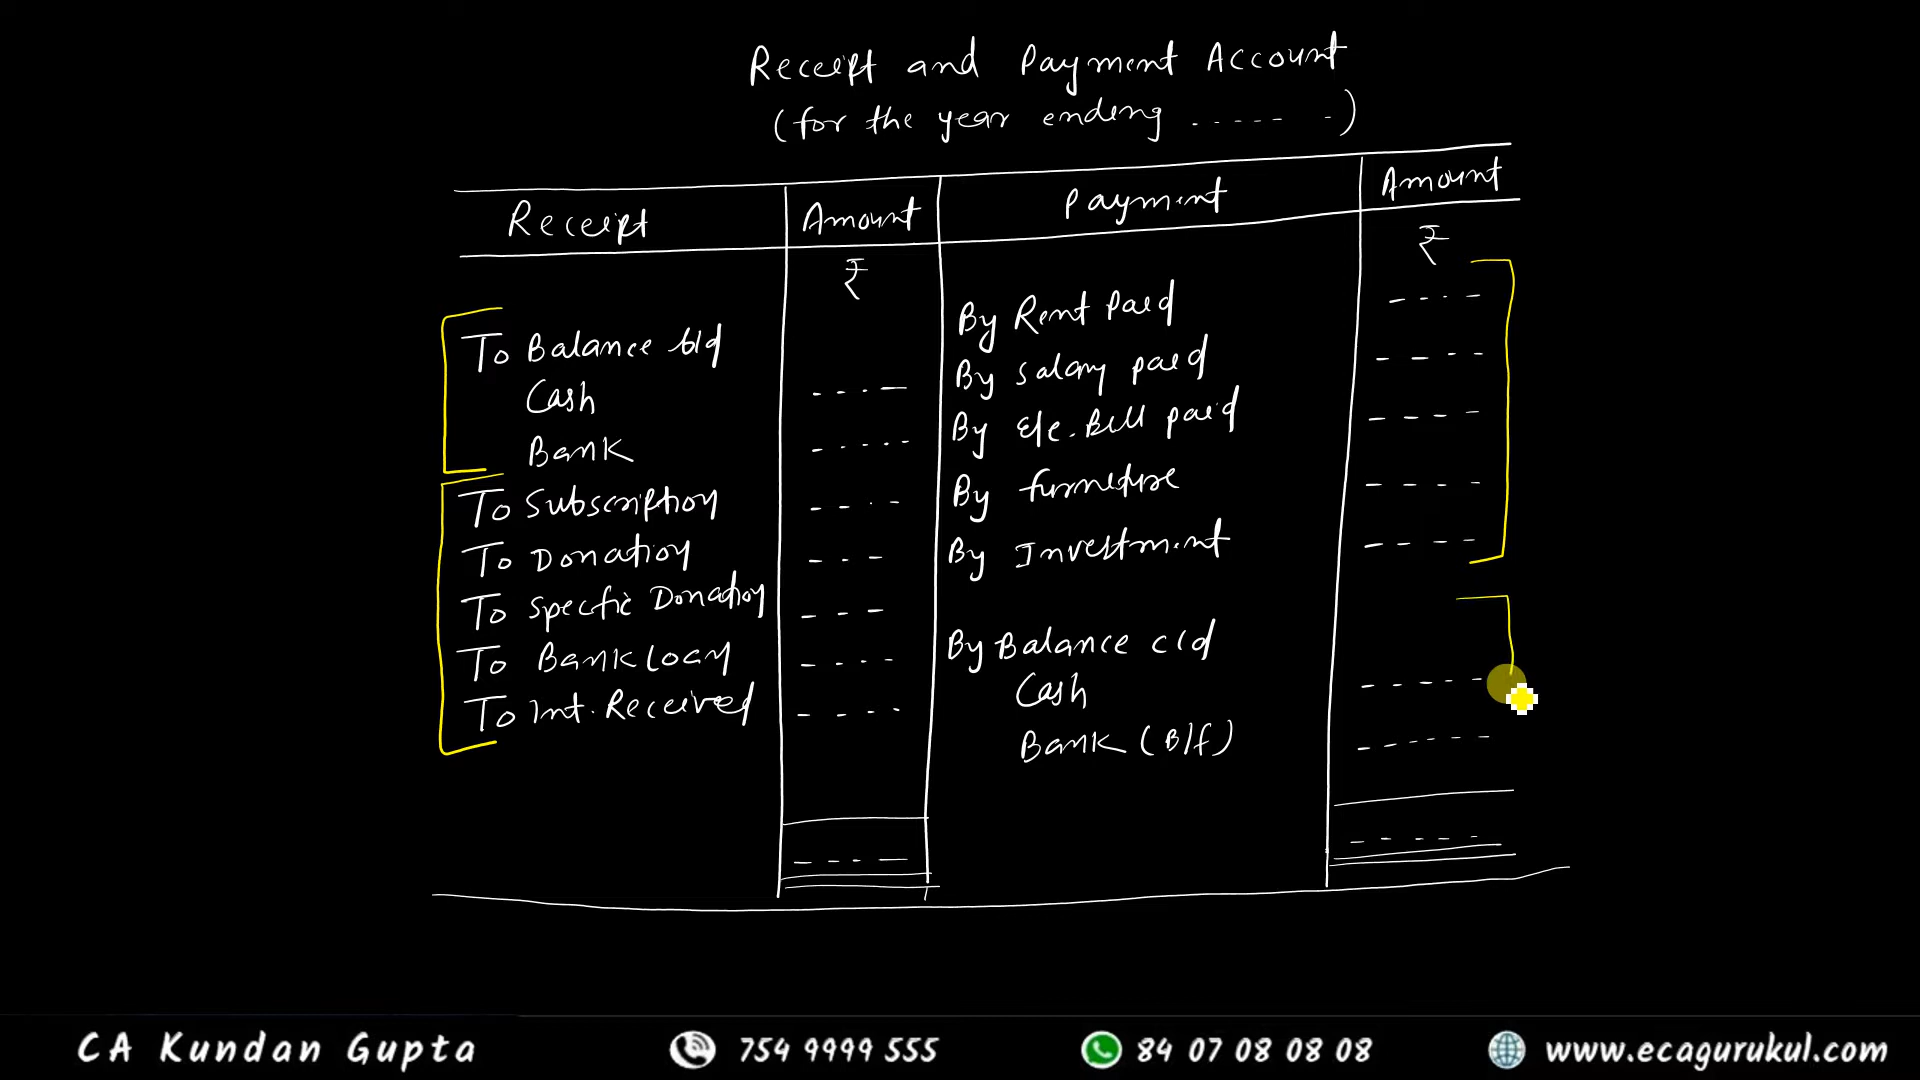 Receipt and Payment Account
(for the year ending ..... .)
Receipt Amount Payment Amount
₹ ₹
To Balance b/d
Cash
Bank
To Subscription
To Donation
To Specific Donation
To Bank Loan
To Int. Received
By Rent Paid
By Salary paid
By Ele. Bill paid
By furniture
By Investment
By Balance c/d
Cash
Bank (B/f)
CA Kundan Gupta 754 9999 555 84 07 08 08 08 www.ecagurukul.com